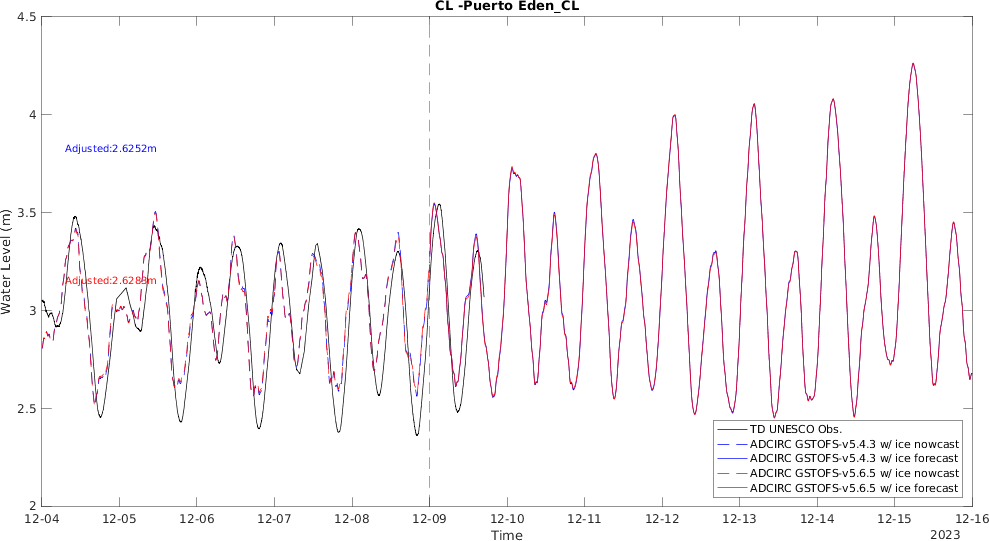 CL -Puerto Eden_CL
4.5
4
3.5
3
2.5
2
Water Level (m)
Adjusted:2.6252m
Adjusted:2.6283m
TD UNESCO Obs.
ADCIRC GSTOFS-v5.4.3 w/ ice nowcast
ADCIRC GSTOFS-v5.4.3 w/ ice forecast
ADCIRC GSTOFS-v5.6.5 w/ ice nowcast
ADCIRC GSTOFS-v5.6.5 w/ ice forecast
12-04 12-05 12-06 12-07 12-08 12-09 12-10 12-11 12-12 12-13 12-14 12-15 12-16
Time
2023